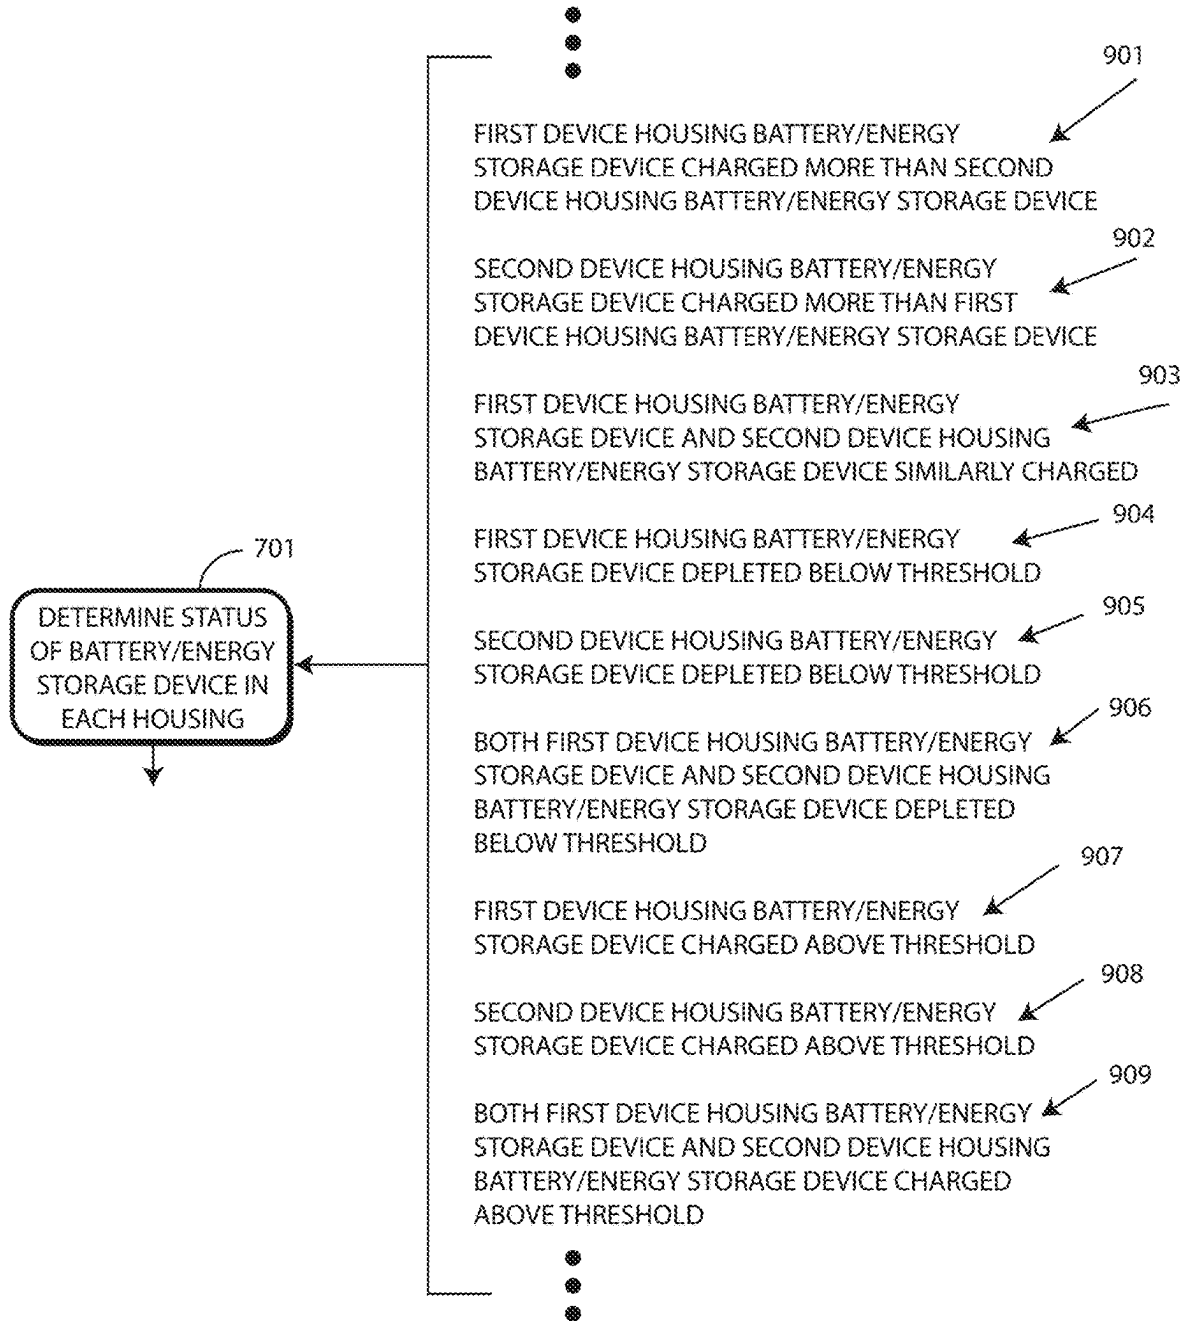 901
FIRST DEVICE HOUSING BATTERY/ENERGY
STORAGE DEVICE CHARGED MORE THAN SECOND
DEVICE HOUSING BATTERY/ENERGY STORAGE DEVICE
902
SECOND DEVICE HOUSING BATTERY/ENERGY
STORAGE DEVICE CHARGED MORE THAN FIRST
DEVICE HOUSING BATTERY/ENERGY STORAGE DEVICE
903
FIRST DEVICE HOUSING BATTERY/ENERGY
STORAGE DEVICE AND SECOND DEVICE HOUSING
BATTERY/ENERGY STORAGE DEVICE SIMILARLY CHARGED
904
FIRST DEVICE HOUSING BATTERY/ENERGY
STORAGE DEVICE DEPLETED BELOW THRESHOLD
701
DETERMINE STATUS
OF BATTERY/ENERGY
STORAGE DEVICE IN
EACH HOUSING
905
SECOND DEVICE HOUSING BATTERY/ENERGY
STORAGE DEVICE DEPLETED BELOW THRESHOLD
906
BOTH FIRST DEVICE HOUSING BATTERY/ENERGY
STORAGE DEVICE AND SECOND DEVICE HOUSING
BATTERY/ENERGY STORAGE DEVICE DEPLETED
BELOW THRESHOLD
907
FIRST DEVICE HOUSING BATTERY/ENERGY
STORAGE DEVICE CHARGED ABOVE THRESHOLD
908
SECOND DEVICE HOUSING BATTERY/ENERGY
STORAGE DEVICE CHARGED ABOVE THRESHOLD
909
BOTH FIRST DEVICE HOUSING BATTERY/ENERGY
STORAGE DEVICE AND SECOND DEVICE HOUSING
BATTERY/ENERGY STORAGE DEVICE CHARGED
ABOVE THRESHOLD